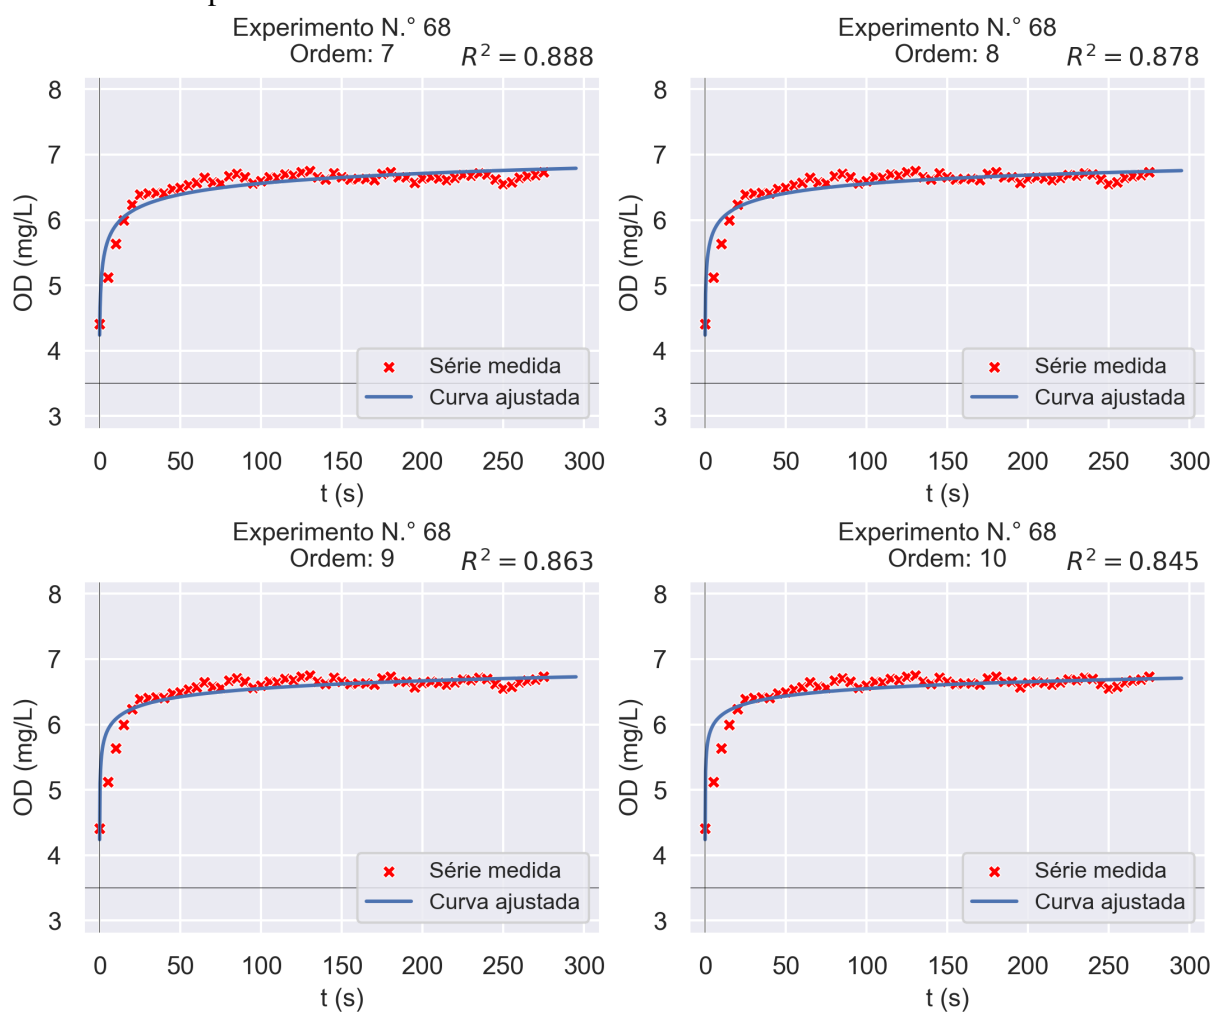 Experimento N.° 68
Ordem: 7
R² = 0.888
8
7
6
5
4
3
OD (mg/L)
Série medida
Curva ajustada
0 50 100 150 200 250 300
t (s)
Experimento N.° 68
Ordem: 8
R² = 0.878
8
7
6
5
4
3
OD (mg/L)
Série medida
Curva ajustada
0 50 100 150 200 250 300
t (s)
Experimento N.° 68
Ordem: 9
R² = 0.863
8
7
6
5
4
3
OD (mg/L)
Série medida
Curva ajustada
0 50 100 150 200 250 300
t (s)
Experimento N.° 68
Ordem: 10
R² = 0.845
8
7
6
5
4
3
OD (mg/L)
Série medida
Curva ajustada
0 50 100 150 200 250 300
t (s)